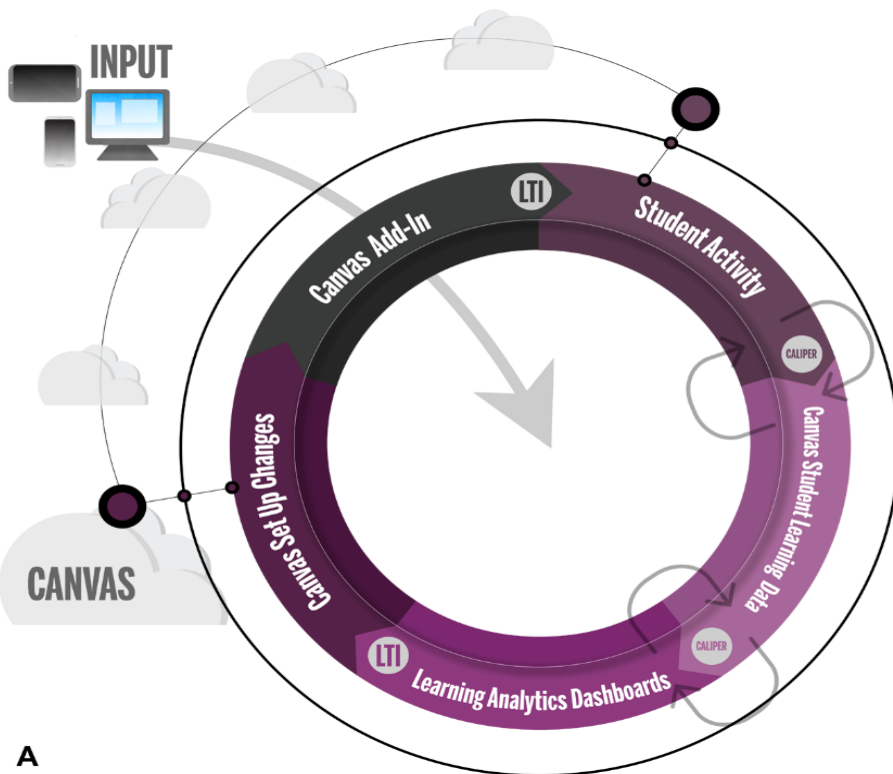 INPUT
LTI
Canvas Add-In
Student Activity
CALIPER
Canvas Student Learning Data
CALIPER
Learning Analytics Dashboards
LTI
Canvas Set Up Changes
CANVAS
A